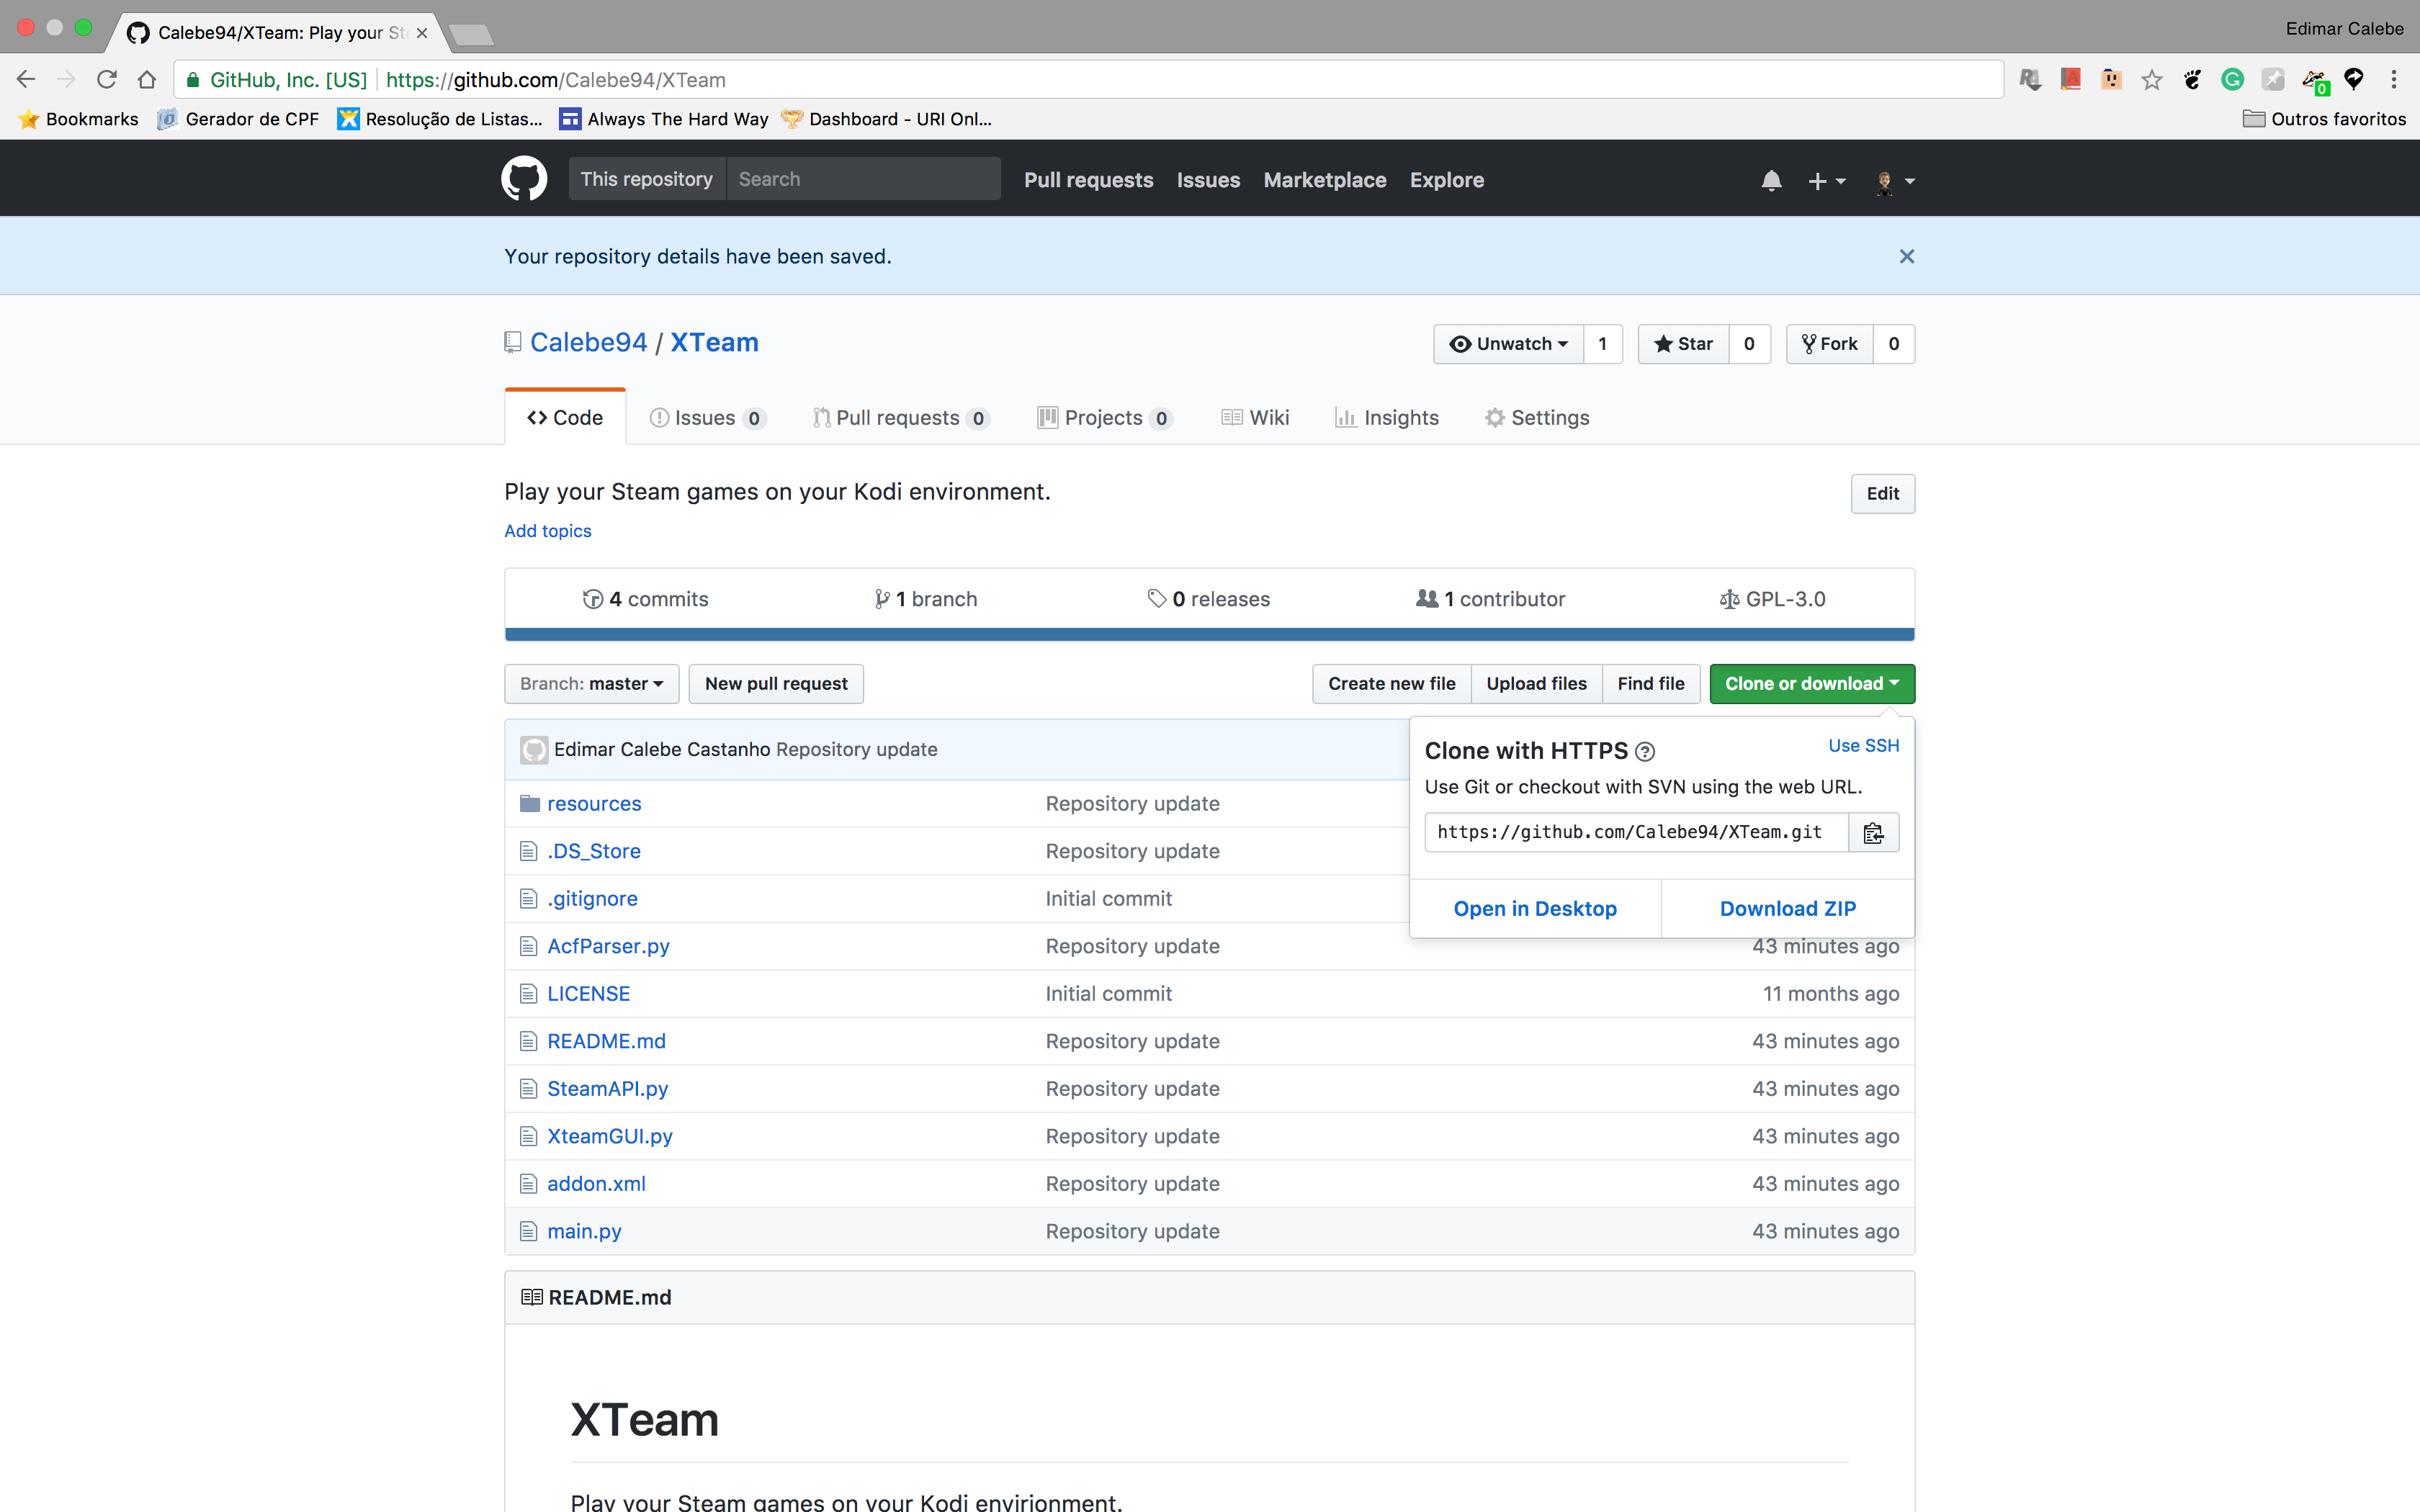 Calebe94/XTeam: Play your St
Edimar Calebe
GitHub, Inc. [US] https://github.com/Calebe94/XTeam
0
Bookmarks Gerador de CPF Resolução de Listas... Always The Hard Way Dashboard - URI Onl... Outros favoritos
This repository Search Pull requests Issues Marketplace Explore
Your repository details have been saved.
Calebe94 / XTeam
Unwatch 1 Star 0 Fork 0
Code Issues 0 Pull requests 0 Projects 0 Wiki Insights Settings
Play your Steam games on your Kodi environment.
Edit
Add topics
4 commits 1 branch 0 releases 1 contributor GPL-3.0
Branch: master New pull request Create new file Upload files Find file Clone or download
Edimar Calebe Castanho Repository update
Clone with HTTPS Use SSH
Use Git or checkout with SVN using the web URL.
https://github.com/Calebe94/XTeam.git
Open in Desktop Download ZIP
resources Repository update
.DS_Store Repository update
.gitignore Initial commit
AcfParser.py Repository update 43 minutes ago
LICENSE Initial commit 11 months ago
README.md Repository update 43 minutes ago
SteamAPI.py Repository update 43 minutes ago
XteamGUI.py Repository update 43 minutes ago
addon.xml Repository update 43 minutes ago
main.py Repository update 43 minutes ago
README.md
XTeam
Play your Steam games on your Kodi envirionment.